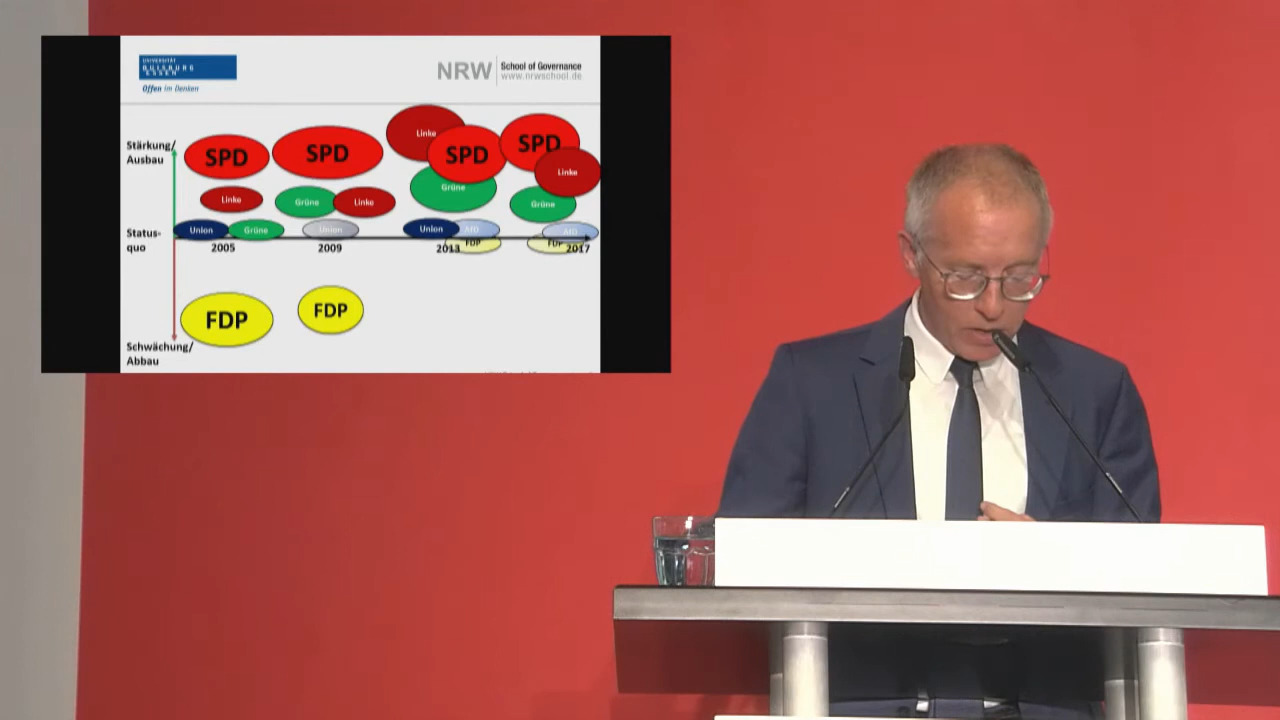 UNIVERSITÄT
DUISBURG
ESSEN
Offen im Denken
NRW School of Governance
www.nrwschool.de
Stärkung/
Ausbau
SPD
SPD
Linke
SPD
SPD
Linke
Linke
Grüne
Linke
Grüne
Grüne
Status-
quo
Union
Grüne
Union
Union
AfD
FDP
AfD
FDP
2005
2009
2013
2017
FDP
FDP
Schwächung/
Abbau